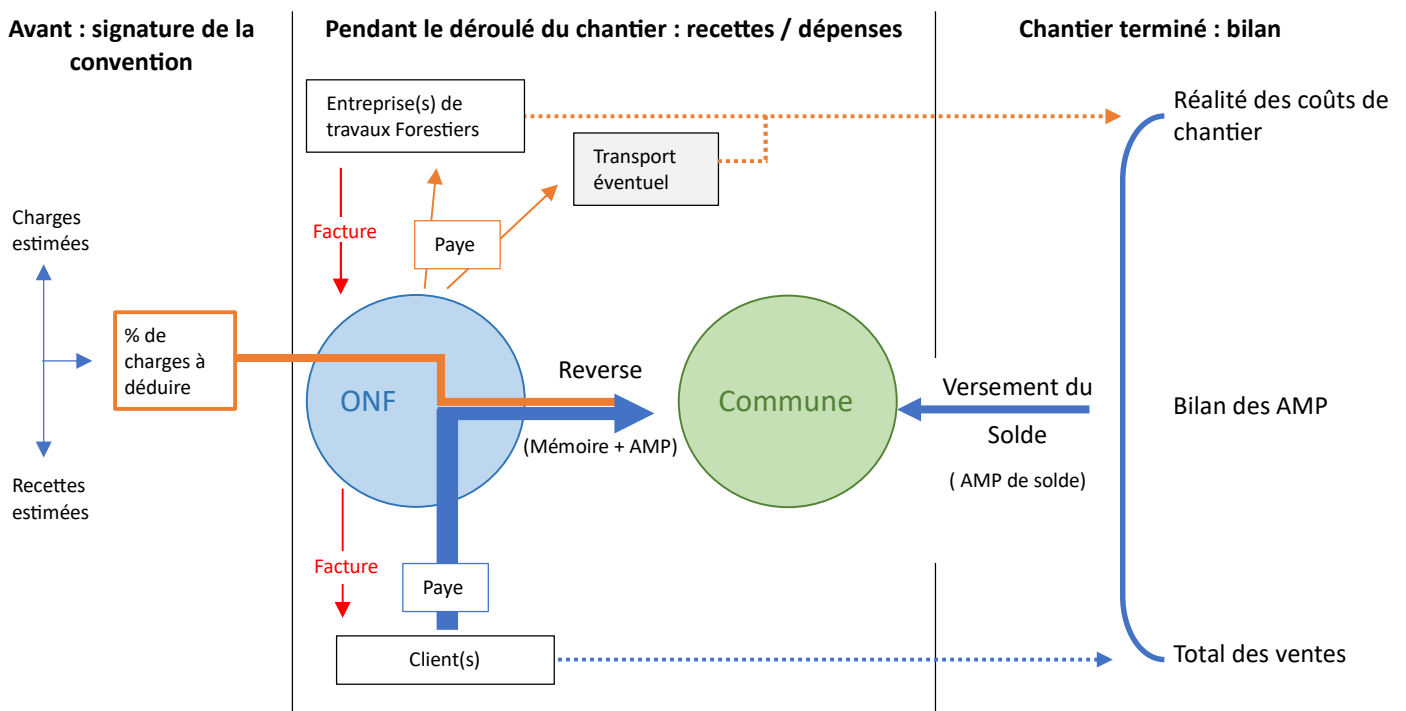 Avant : signature de la
convention
Pendant le déroulé du chantier : recettes / dépenses
Chantier terminé : bilan
Charges
estimées
Recettes
estimées
% de
charges à
déduire
Entreprise(s) de
travaux Forestiers
Transport
éventuel
Facture
Paye
ONF
Reverse
(Mémoire + AMP)
Commune
Facture
Paye
Client(s)
Versement du
Solde
( AMP de solde)
Réalité des coûts de
chantier
Bilan des AMP
Total des ventes